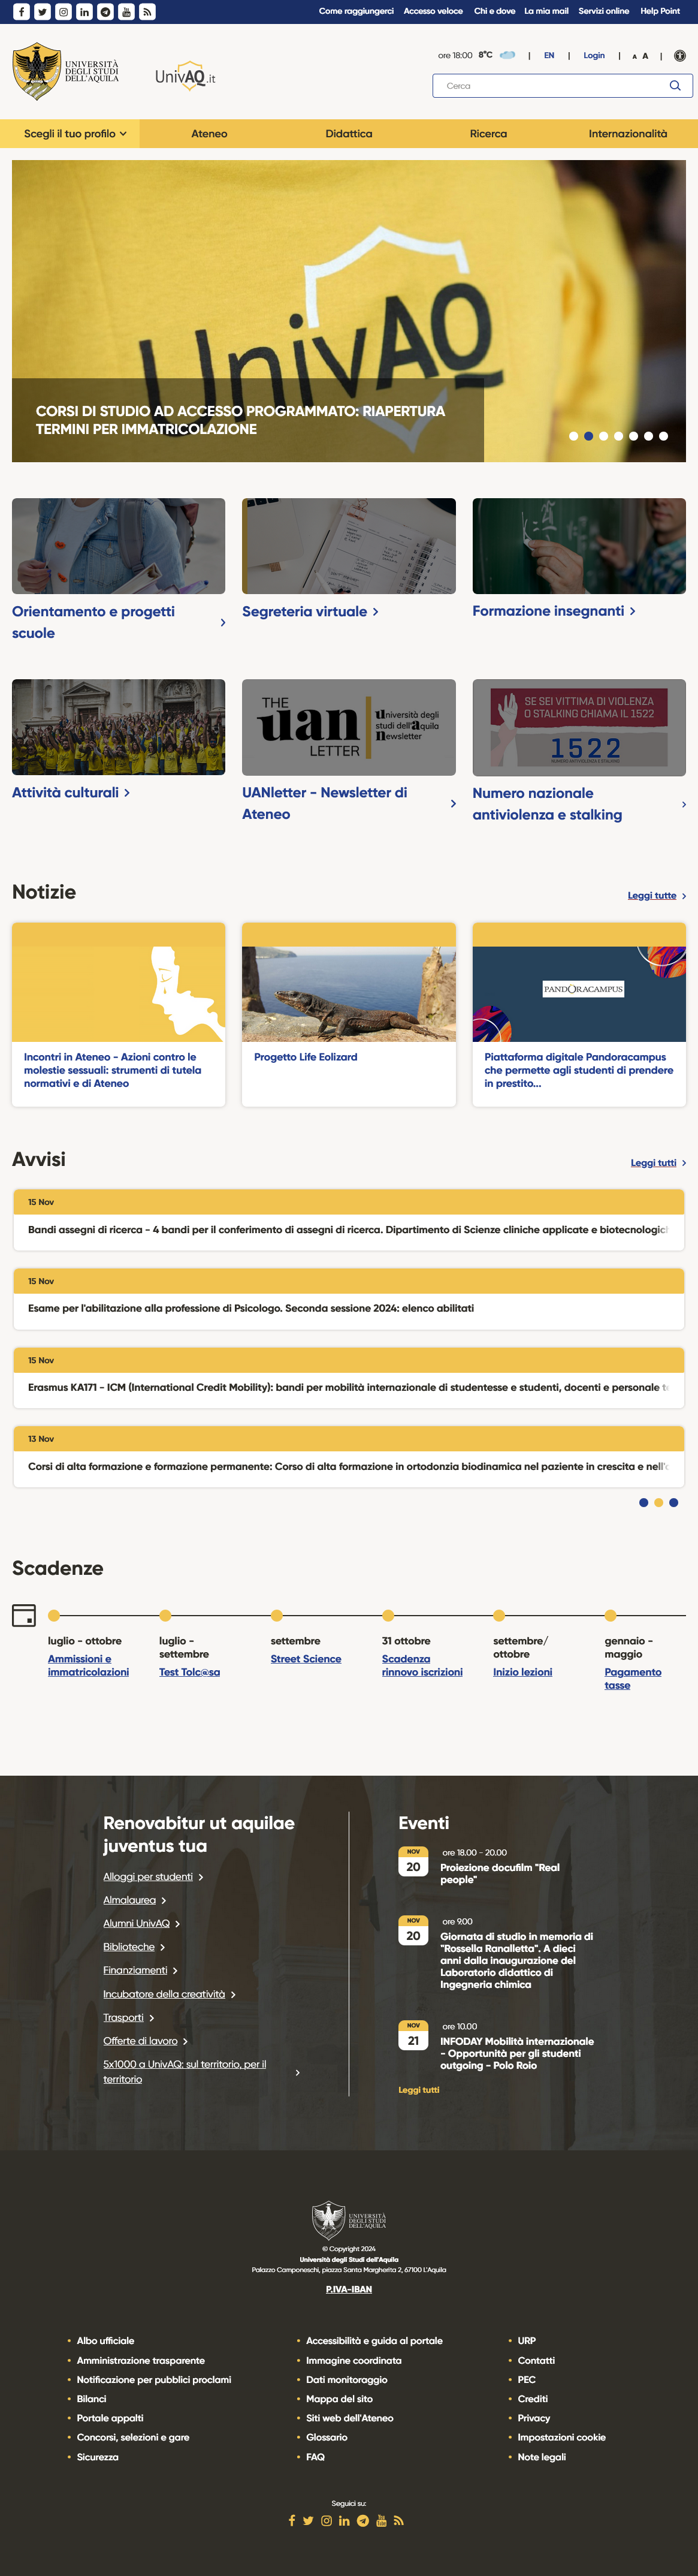 Come raggiungerci Accesso veloce Chi e dove La mia mail Servizi online Help Point
UNIVERSITÀ
DEGLI STUDI
DELL'AQUILA
UnivAQ.it
ore 18:00 8°C | EN | Login | A A |
Cerca
Scegli il tuo profilo Ateneo Didattica Ricerca Internazionalità
UnivAQ
CORSI DI STUDIO AD ACCESSO PROGRAMMATO: RIAPERTURA
TERMINI PER IMMATRICOLAZIONE
Orientamento e progetti
scuole
Segreteria virtuale
Formazione insegnanti
Attività culturali
THE
uan
LETTER
università degli
studi dell'aquila
newsletter
UANletter - Newsletter di
Ateneo
SE SEI VITTIMA DI VIOLENZA
O STALKING CHIAMA IL 1522
1522
NUMERO ANTIVIOLENZA E STALKING
Numero nazionale
antiviolenza e stalking
Notizie
Leggi tutte
Incontri in Ateneo - Azioni contro le
molestie sessuali: strumenti di tutela
normativi e di Ateneo
Progetto Life Eolizard
PANDORACAMPUS
Piattaforma digitale Pandoracampus
che permette agli studenti di prendere
in prestito...
Avvisi
Leggi tutti
15 Nov
Bandi assegni di ricerca - 4 bandi per il conferimento di assegni di ricerca. Dipartimento di Scienze cliniche applicate e biotecnologic
15 Nov
Esame per l'abilitazione alla professione di Psicologo. Seconda sessione 2024: elenco abilitati
15 Nov
Erasmus KA171 - ICM (International Credit Mobility): bandi per mobilità internazionale di studentesse e studenti, docenti e personale te
13 Nov
Corsi di alta formazione e formazione permanente: Corso di alta formazione in ortodonzia biodinamica nel paziente in crescita e nell'a
Scadenze
luglio - ottobre
Ammissioni e
immatricolazioni
luglio -
settembre
Test Tolc@sa
settembre
Street Science
31 ottobre
Scadenza
rinnovo iscrizioni
settembre/
ottobre
Inizio lezioni
gennaio -
maggio
Pagamento
tasse
Renovabitur ut aquilae
juventus tua
Alloggi per studenti
Almalaurea
Alumni UnivAQ
Biblioteche
Finanziamenti
Incubatore della creatività
Trasporti
Offerte di lavoro
5x1000 a UnivAQ: sul territorio, per il
territorio
Eventi
NOV
20
ore 18.00 - 20.00
Proiezione docufilm "Real
people"
NOV
20
ore 9.00
Giornata di studio in memoria di
"Rossella Ranalletta". A dieci
anni dalla inaugurazione del
Laboratorio didattico di
Ingegneria chimica
NOV
21
ore 10.00
INFODAY Mobilità internazionale
- Opportunità per gli studenti
outgoing - Polo Roio
Leggi tutti
UNIVERSITÀ
DEGLI STUDI
DELL'AQUILA
© Copyright 2024
Università degli Studi dell'Aquila
Palazzo Camponeschi, piazza Santa Margherita 2, 67100 L'Aquila
P.IVA-IBAN
Albo ufficiale
Amministrazione trasparente
Notificazione per pubblici proclami
Bilanci
Portale appalti
Concorsi, selezioni e gare
Sicurezza
Accessibilità e guida al portale
Immagine coordinata
Dati monitoraggio
Mappa del sito
Siti web dell'Ateneo
Glossario
FAQ
URP
Contatti
PEC
Crediti
Privacy
Impostazioni cookie
Note legali
Seguici su: